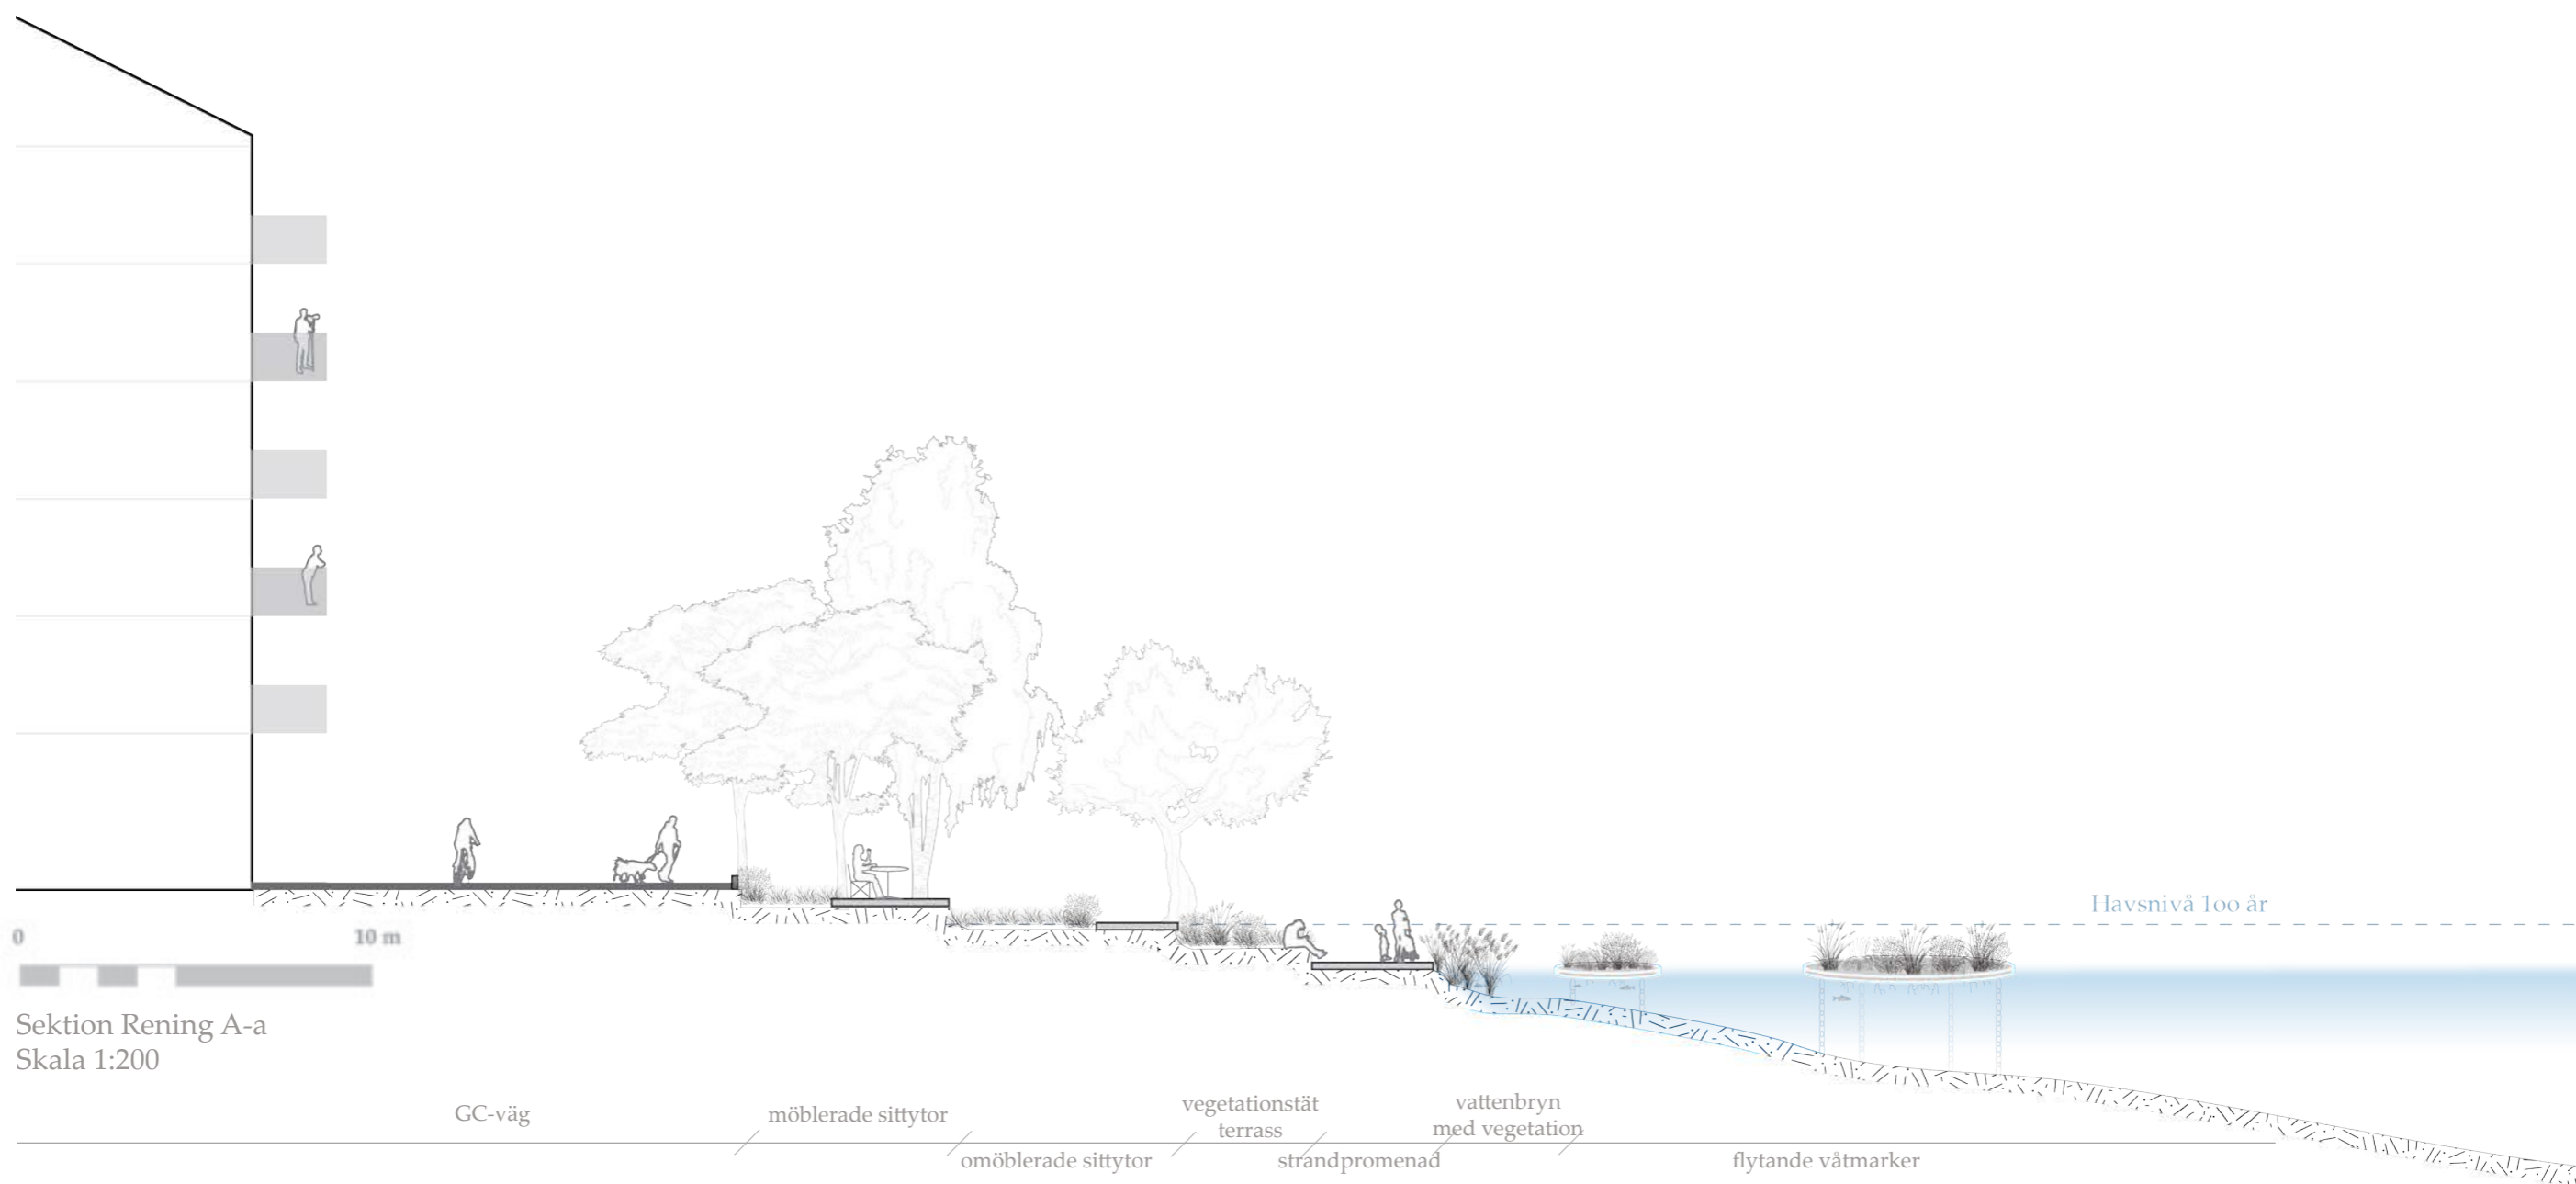 Havsnivå 1oo år
0
10 m
Sektion Rening A-a
Skala 1:200
GC-väg
möblerade sittytor
omöblerade sittytor
vegetationstät
terrass
strandpromenad
vattenbryn
med vegetation
flytande våtmarker